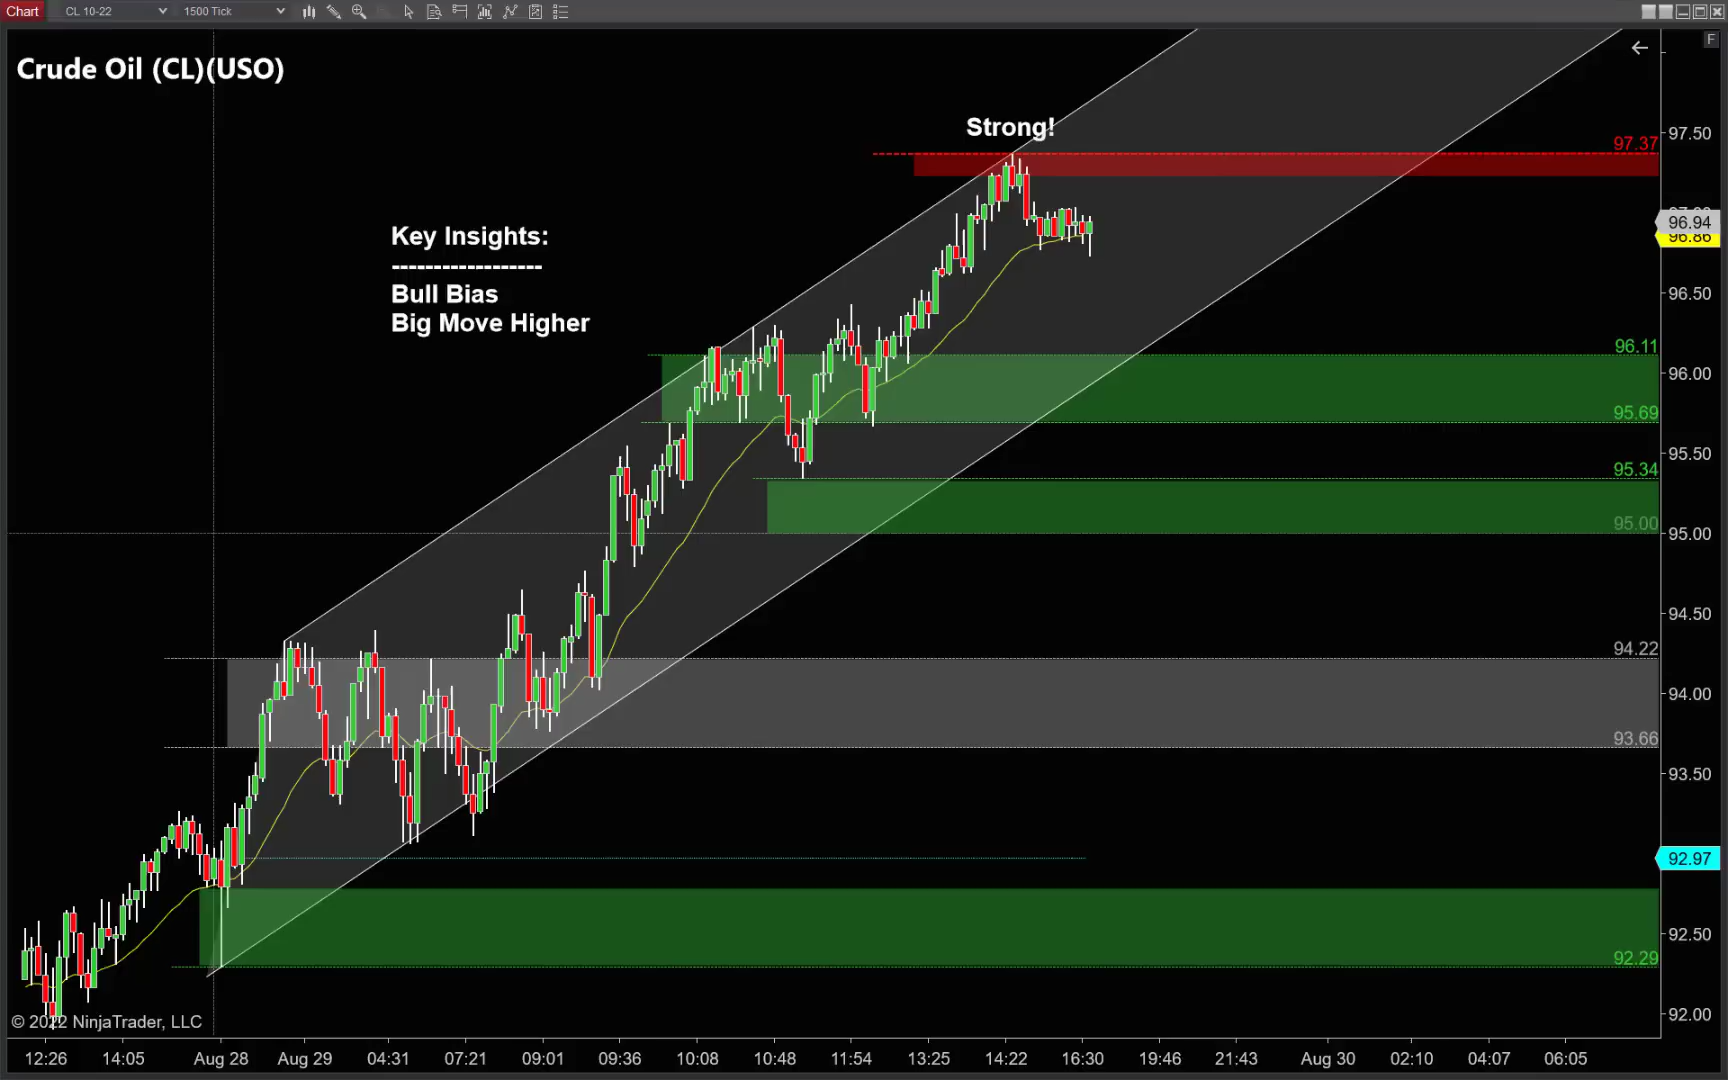 Chart CL 10-22 1500 Tick
F
Crude Oil (CL)(USO)
Strong!
97.50
97.37
Key Insights:
------------------
Bull Bias
Big Move Higher
96.94
96.86
96.50
96.11
96.00
95.69
95.50
95.34
95.00
95.00
94.50
94.22
94.00
93.66
93.50
92.97
92.50
92.29
92.00
© 2022 NinjaTrader, LLC
12:26 14:05 Aug 28 Aug 29 04:31 07:21 09:01 09:36 10:08 10:48 11:54 13:25 14:22 16:30 19:46 21:43 Aug 30 02:10 04:07 06:05